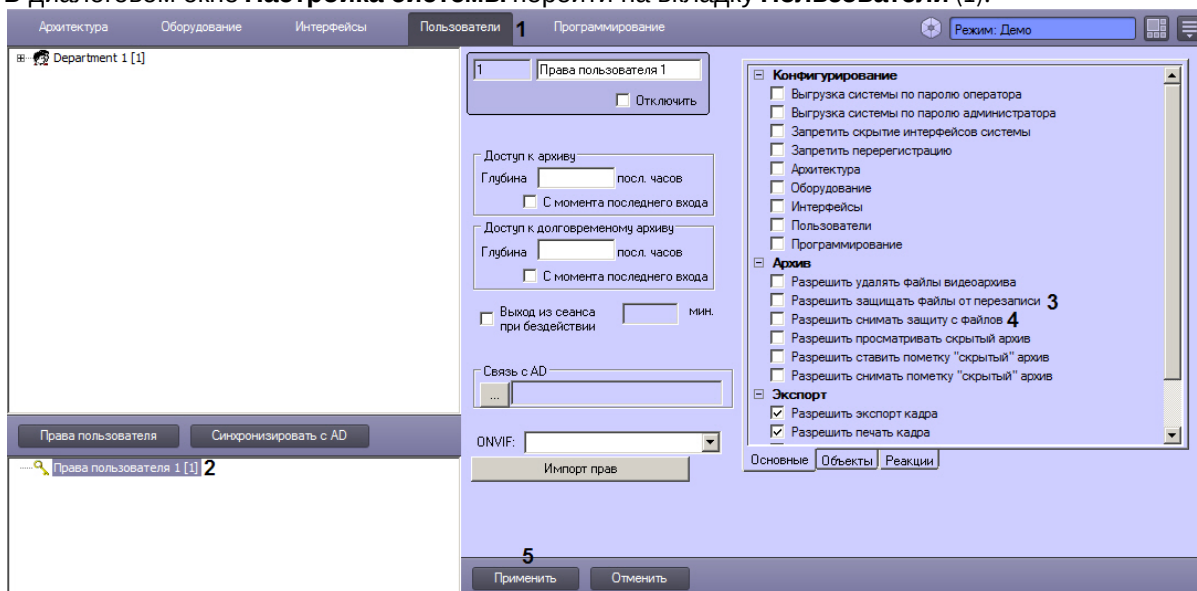 В диалоговом окне Настройка системы перейти на вкладку Пользователи (1).
Архитектура Оборудование Интерфейсы Пользователи 1 Программирование Режим: Демо
Department 1 [1]
1 Права пользователя 1
Отключить
Доступ к архиву
Глубина посл. часов
С момента последнего входа
Доступ к долговременому архиву
Глубина посл. часов
С момента последнего входа
Выход из сеанса
при бездействии
мин.
Связь с AD
...
ONVIF:
Импорт прав
Конфигурирование
Выгрузка системы по паролю оператора
Выгрузка системы по паролю администратора
Запретить скрытие интерфейсов системы
Запретить перерегистрацию
Архитектура
Оборудование
Интерфейсы
Пользователи
Программирование
Архив
Разрешить удалять файлы видеоархива
Разрешить защищать файлы от перезаписи 3
Разрешить снимать защиту с файлов 4
Разрешить просматривать скрытый архив
Разрешить ставить пометку "скрытый" архив
Разрешить снимать пометку "скрытый" архив
Экспорт
Разрешить экспорт кадра
Разрешить печать кадра
Основные Объекты Реакции
Права пользователя Синхронизировать с AD
Права пользователя 1 [1] 2
5
Применить Отменить